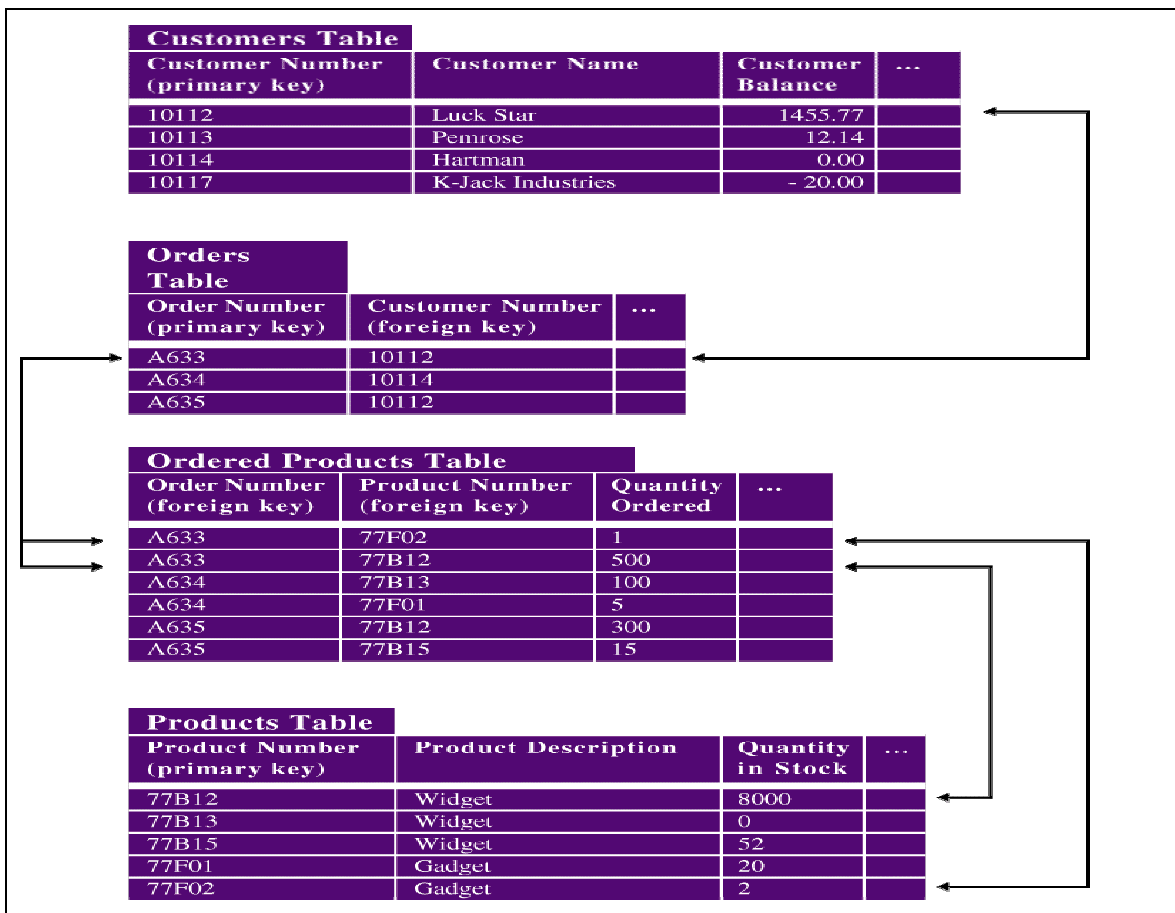 Customers Table
Customer Number Customer Name Customer ...
(primary key) Balance
10112 Luck Star 1455.77
10113 Pemrose 12.14
10114 Hartman 0.00
10117 K-Jack Industries - 20.00
Orders
Table
Order Number Customer Number ...
(primary key) (foreign key)
A633 10112
A634 10114
A635 10112
Ordered Products Table
Order Number Product Number Quantity ...
(foreign key) (foreign key) Ordered
A633 77F02 1
A633 77B12 500
A634 77B13 100
A634 77F01 5
A635 77B12 300
A635 77B15 15
Products Table
Product Number Product Description Quantity ...
(primary key) in Stock
77B12 Widget 8000
77B13 Widget 0
77B15 Widget 52
77F01 Gadget 20
77F02 Gadget 2